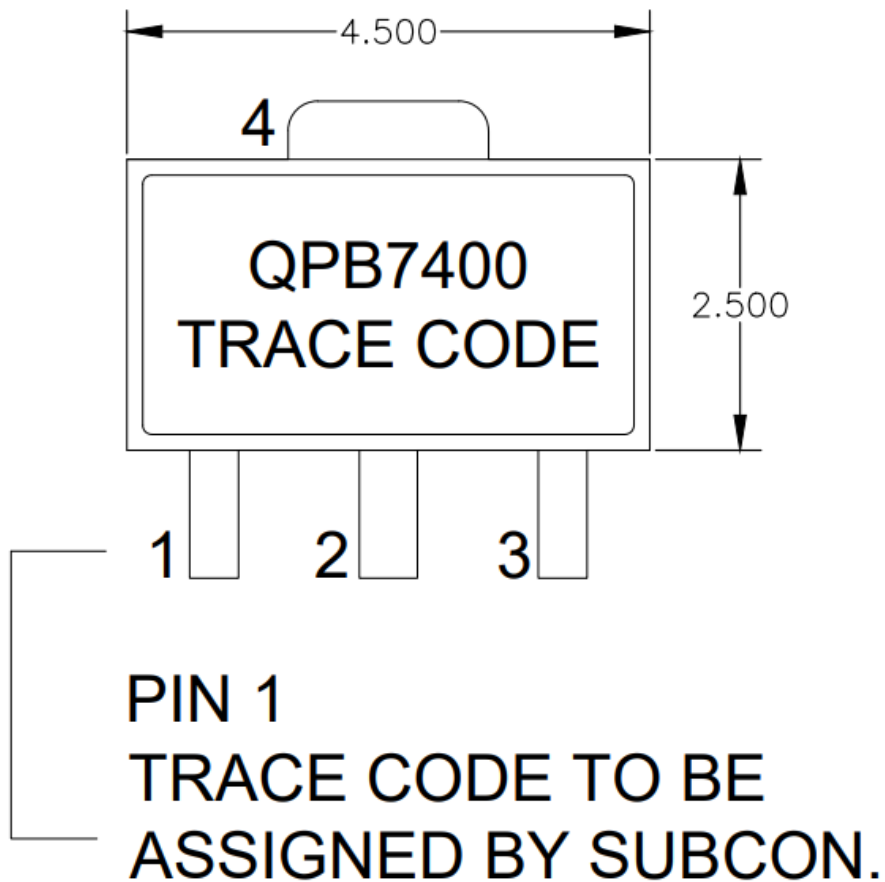 4.500
4
QPB7400
TRACE CODE
2.500
1 2 3
PIN 1
TRACE CODE TO BE
ASSIGNED BY SUBCON.